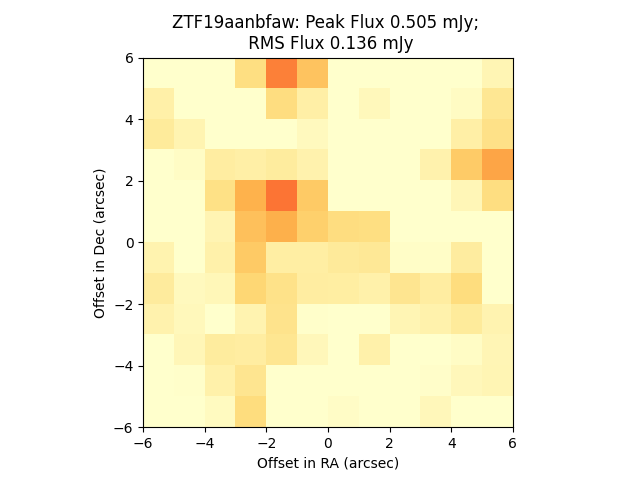 ZTF19aanbfaw: Peak Flux 0.505 mJy;
RMS Flux 0.136 mJy
6
4
2
0
−2
−4
−6
Offset in Dec (arcsec)
−6 −4 −2 0 2 4 6
Offset in RA (arcsec)